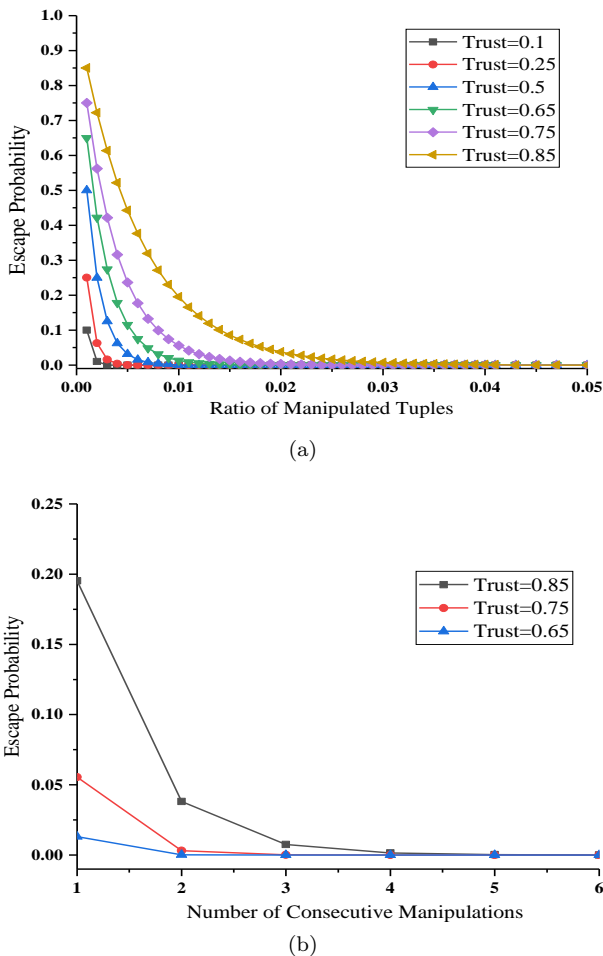 1.0
0.9
0.8
0.7
0.6
0.5
0.4
0.3
0.2
0.1
0.0
Escape Probability
Trust=0.1
Trust=0.25
Trust=0.5
Trust=0.65
Trust=0.75
Trust=0.85
0.00 0.01 0.02 0.03 0.04 0.05
Ratio of Manipulated Tuples
(a)
0.25
0.20
0.15
0.10
0.05
0.00
Escape Probability
Trust=0.85
Trust=0.75
Trust=0.65
1 2 3 4 5 6
Number of Consecutive Manipulations
(b)